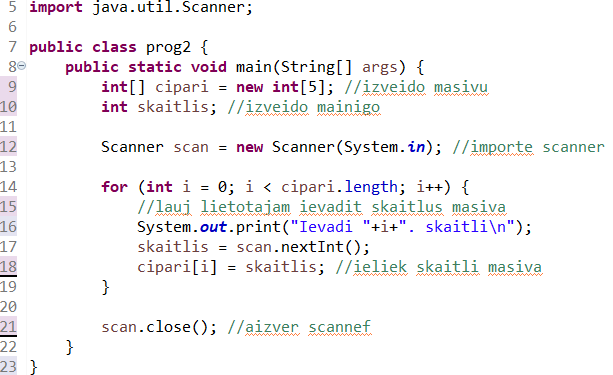 5 import java.util.Scanner;
6
7 public class prog2 {
8 public static void main(String[] args) {
9 int[] cipari = new int[5]; //izveido masivu
10 int skaitlis; //izveido mainigo
11
12 Scanner scan = new Scanner(System.in); //importe scanner
13
14 for (int i = 0; i < cipari.length; i++) {
15 //lauj lietotajam ievadit skaitlus masiva
16 System.out.print("Ievadi "+i+". skaitli\n");
17 skaitlis = scan.nextInt();
18 cipari[i] = skaitlis; //ieliek skaitli masiva
19 }
20
21 scan.close(); //aizver scannef
22 }
23 }